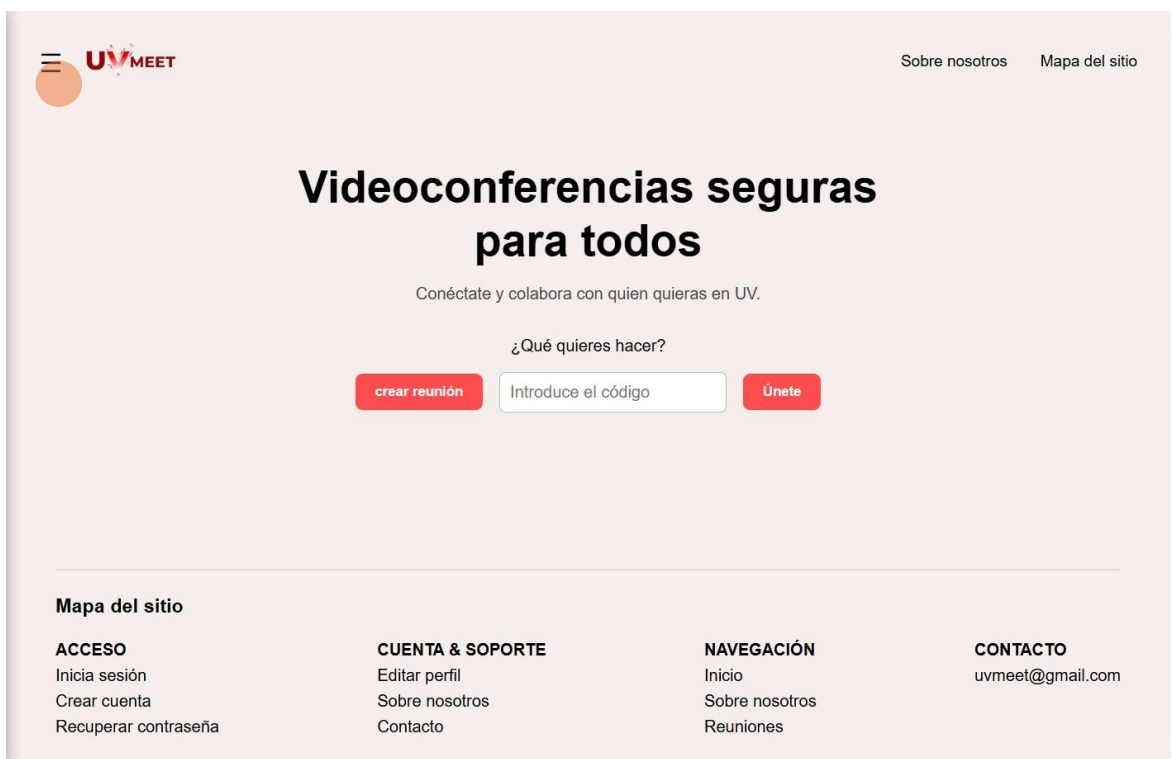 ☰ UVMEET
Sobre nosotros Mapa del sitio
Videoconferencias seguras
para todos
Conéctate y colabora con quien quieras en UV.
¿Qué quieres hacer?
crear reunión Introduce el código Únete
Mapa del sitio
ACCESO
Inicia sesión
Crear cuenta
Recuperar contraseña
CUENTA & SOPORTE
Editar perfil
Sobre nosotros
Contacto
NAVEGACIÓN
Inicio
Sobre nosotros
Reuniones
CONTACTO
uvmeet@gmail.com